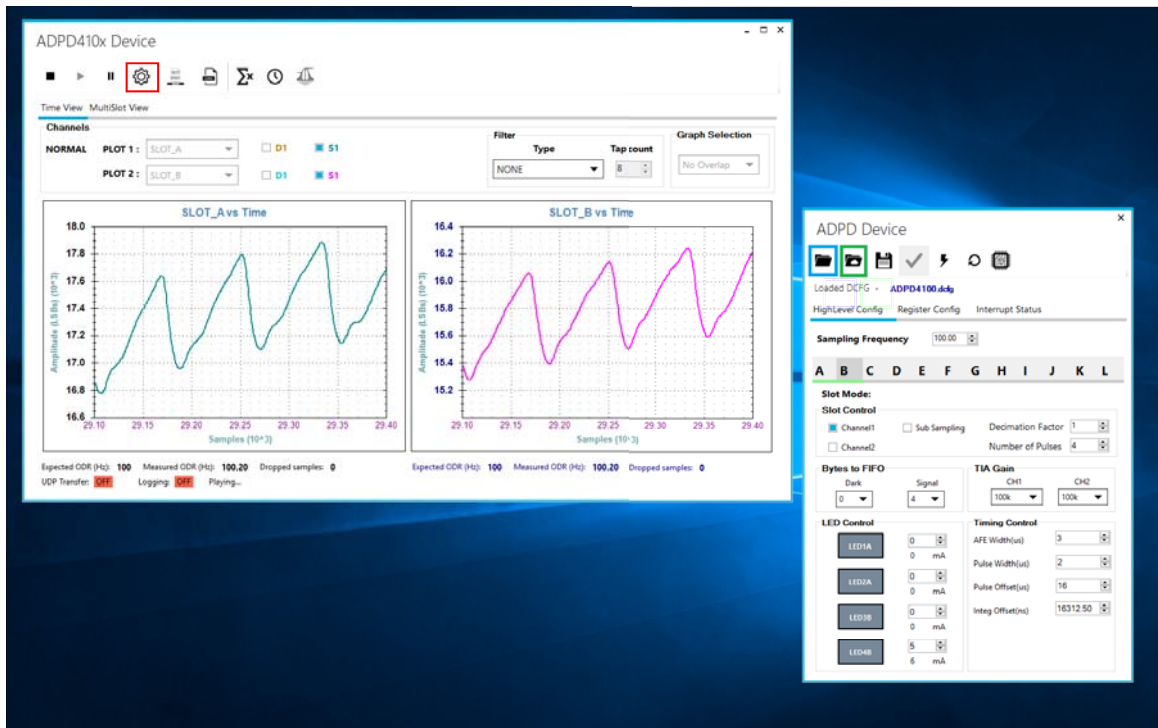 ADPD410x Device
Time View MultiSlot View
Channels
NORMAL PLOT 1 : SLOT_A D1 S1
PLOT 2 : SLOT_B D1 S1
Filter
Type Tap count
NONE 8
Graph Selection
No Overlap
SLOT_A vs Time
18.0
17.8
17.6
17.4
17.2
17.0
16.8
16.6
Amplitude (LSBs) (10^3)
29.10 29.15 29.20 29.25 29.30 29.35 29.40
Samples (10^3)
SLOT_B vs Time
16.4
16.2
16.0
15.8
15.6
15.4
15.2
Amplitude (LSBs) (10^3)
29.10 29.15 29.20 29.25 29.30 29.35 29.40
Samples (10^3)
Expected ODR (Hz): 100 Measured ODR (Hz): 100.20 Dropped samples: 0
Expected ODR (Hz): 100 Measured ODR (Hz): 100.20 Dropped samples: 0
UDP Transfer: OFF Logging: OFF Playing...
ADPD Device
Loaded DCFG - ADPD4100.dcfg
HighLevel Config Register Config Interrupt Status
Sampling Frequency 100.00
A B C D E F G H I J K L
Slot Mode:
Slot Control
Channel1 Sub Sampling Decimation Factor 1
Channel2 Number of Pulses 4
Bytes to FIFO
Dark Signal
0 4
TIA Gain
CH1 CH2
100k 100k
LED Control
LED1A 0
0 mA
LED2A 0
0 mA
LED3B 0
0 mA
LED4B 5
6 mA
Timing Control
AFE Width(us) 3
Pulse Width(us) 2
Pulse Offset(us) 16
Integ Offset(ns) 16312.50